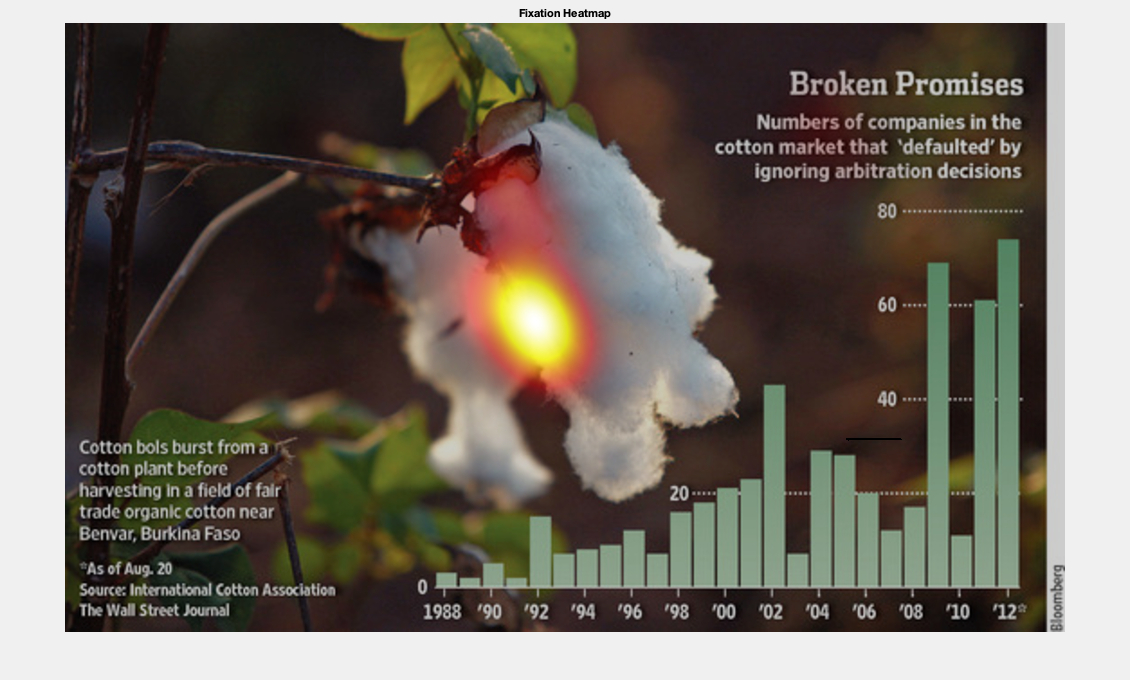 Fixation Heatmap
Broken Promises
Numbers of companies in the
cotton market that 'defaulted' by
ignoring arbitration decisions
80
60
40
20
0
1988 '90 '92 '94 '96 '98 '00 '02 '04 '06 '08 '10 '12*
Cotton bols burst from a
cotton plant before
harvesting in a field of fair
trade organic cotton near
Benvar, Burkina Faso
*As of Aug. 20
Source: International Cotton Association
The Wall Street Journal
Bloomberg